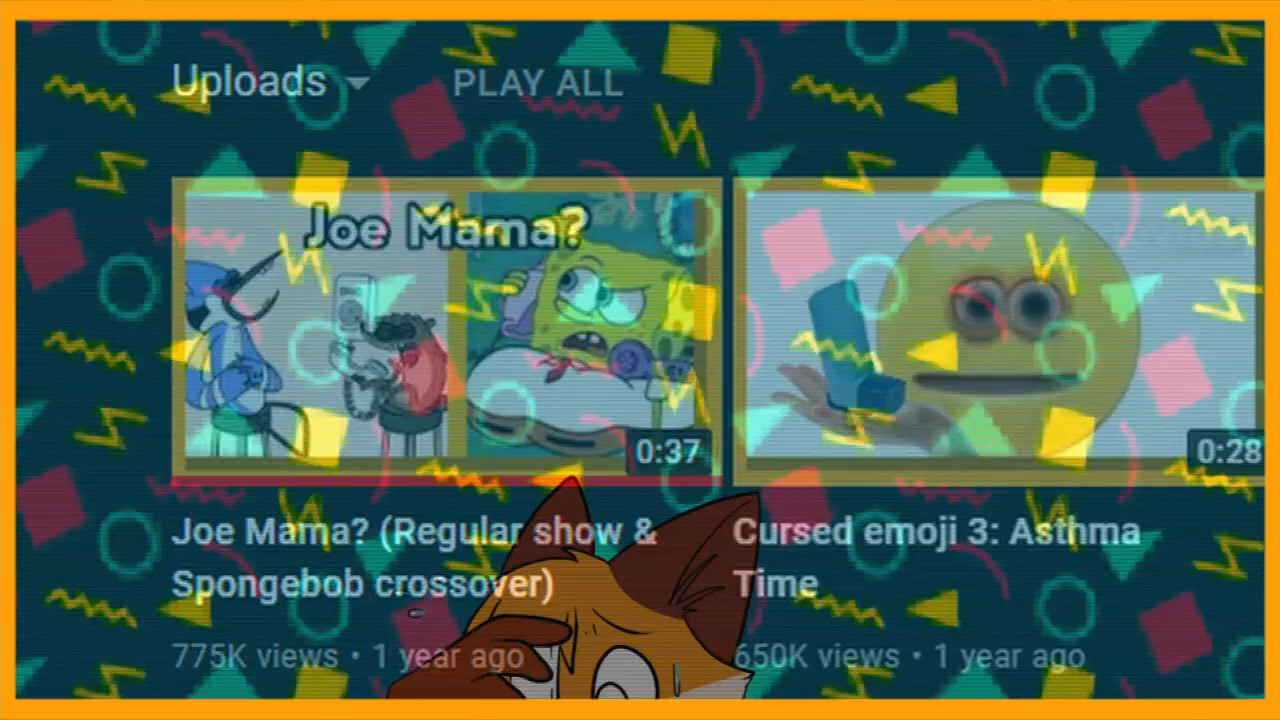 Uploads PLAY ALL
Joe Mama?
0:37
0:28
Joe Mama? (Regular show &
Spongebob crossover)
775K views • 1 year ago
Cursed emoji 3: Asthma
Time
650K views • 1 year ago